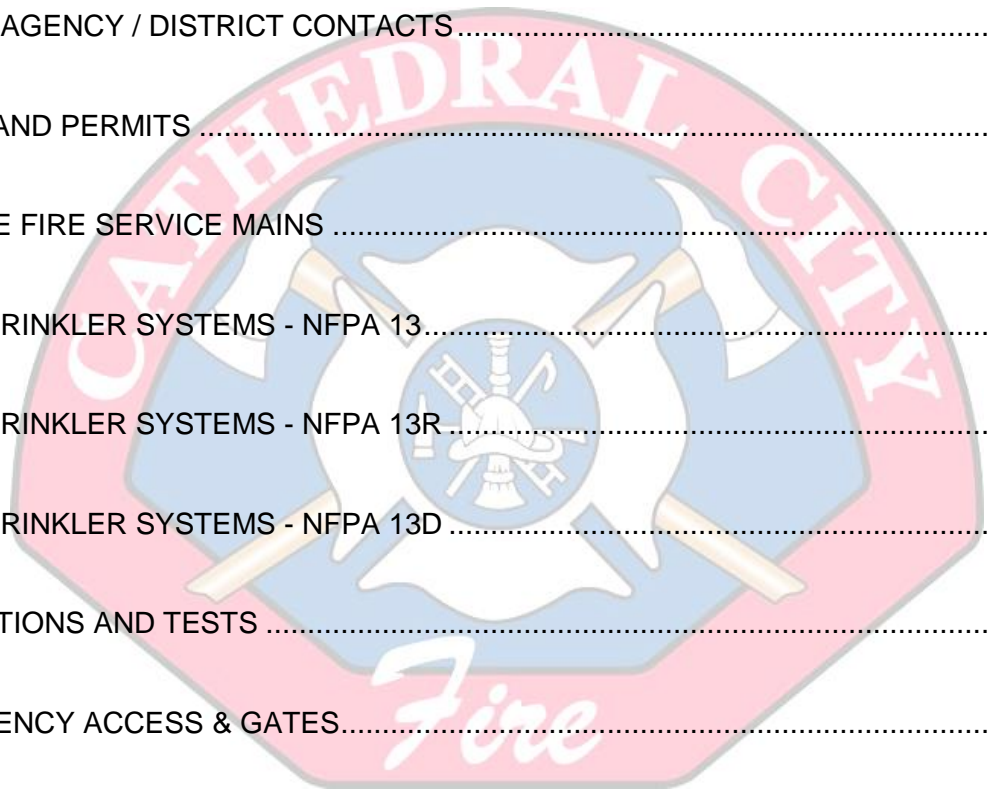 AGENCY / DISTRICT CONTACTS..................................................................
AND PERMITS ..................................................................
E FIRE SERVICE MAINS ..................................................................
RINKLER SYSTEMS - NFPA 13..................................................................
RINKLER SYSTEMS - NFPA 13R..................................................................
RINKLER SYSTEMS - NFPA 13D ..................................................................
TIONS AND TESTS ..................................................................
ENCY ACCESS & GATES..................................................................
CATHEDRAL CITY
Fire